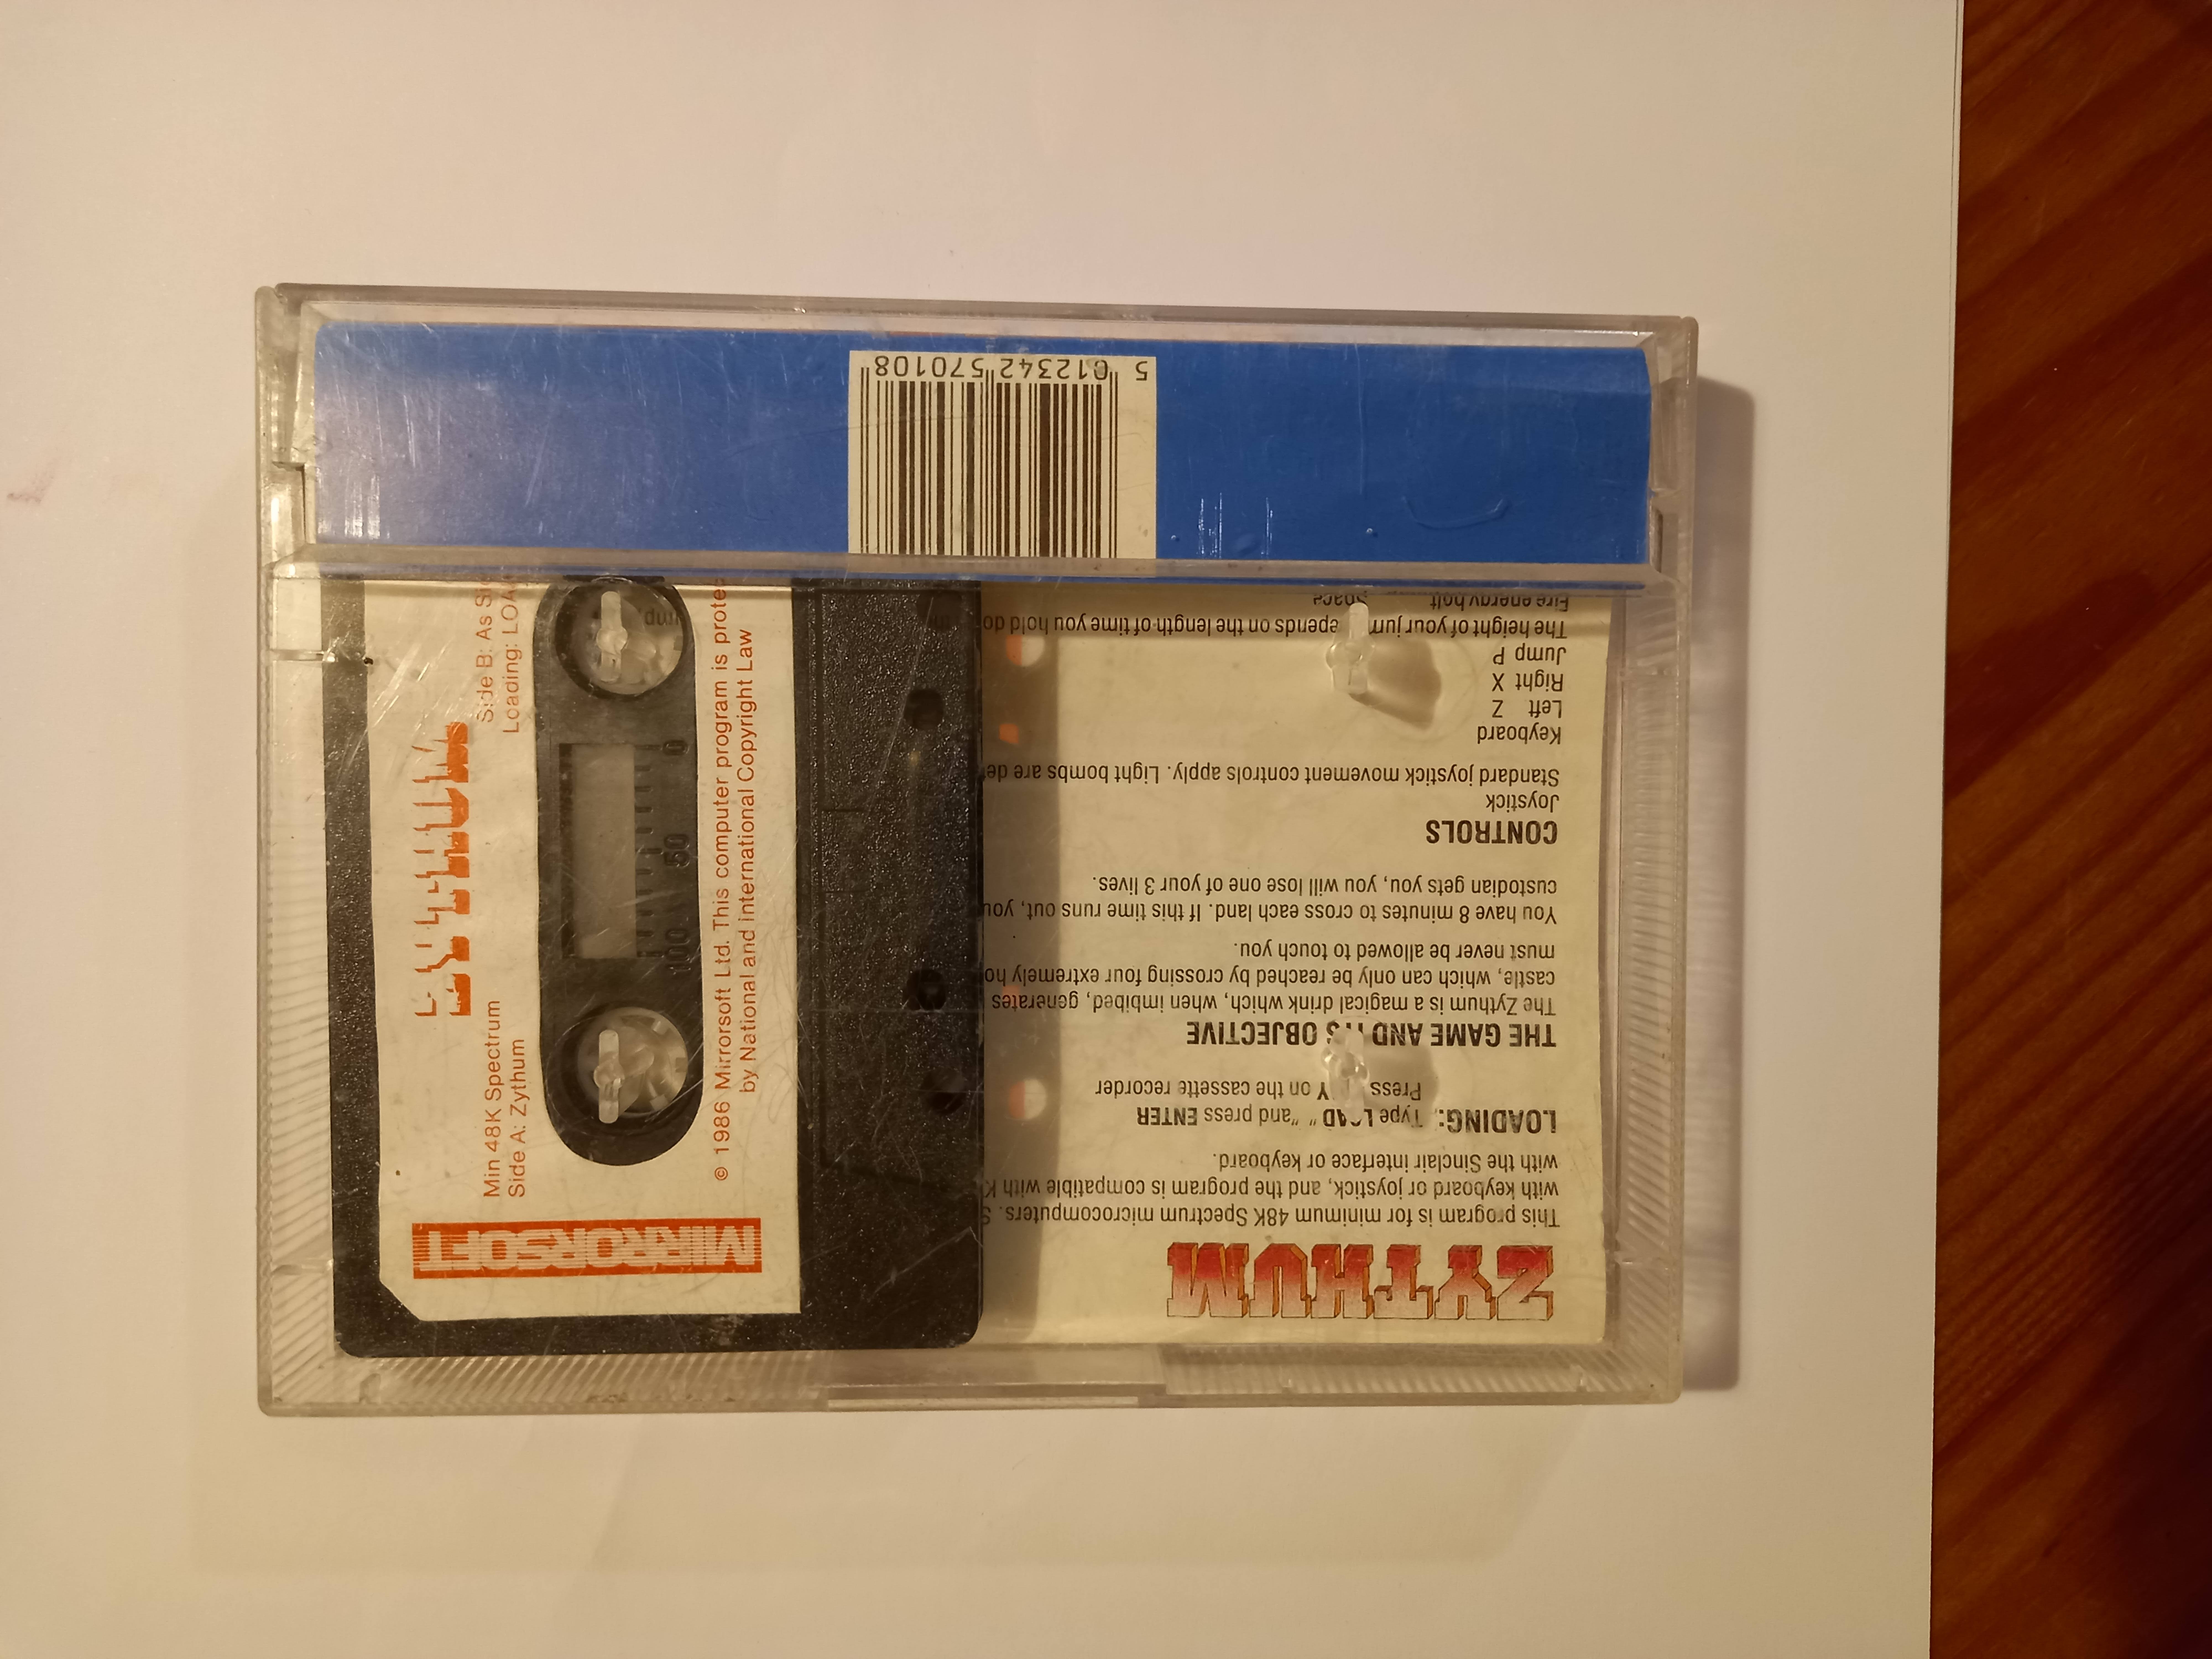 5 012342 570108
MIRRORSOFT
ZYTHUM
Min 48K Spectrum
Side A: Zythum
Side B: As
Loading:
100 50 0
© 1986 Mirrorsoft Ltd. This computer program is
by National and International Copyright Law
ZYTHUM
This program is for minimum 48K Spectrum microcomputers.
with keyboard or joystick, and the program is compatible with
with the Sinclair interface or keyboard.
LOADING: Type LOAD " "and press ENTER
Press on the cassette recorder
THE GAME AND ITS OBJECTIVE
The Zythum is a magical drink which, when imbibed, generates
castle, which can only be reached by crossing four extremely
must never be allowed to touch you.
You have 8 minutes to cross each land. If this time runs out,
custodian gets you, you will lose one of your 3 lives.
CONTROLS
Joystick
Standard joystick movement controls apply. Light bombs are
Keyboard
Left Z
Right X
Jump P
The height of your depends on the length of time you hold
Fire energy bolt Space